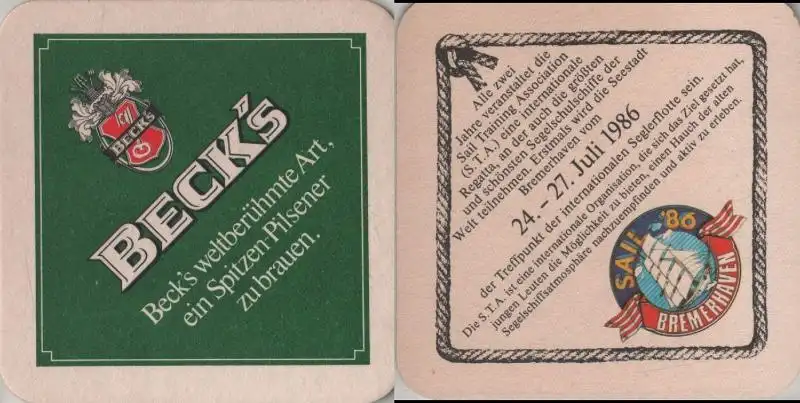 BECK'S
BECK'S
Beck's weltberühmte Art,
ein Spitzen-Pilsener
zu brauen.
Alle zwei
Jahre veranstaltet die
Sail Training Association
(S.T.A.) eine internationale
Regatta, an der auch die größten
und schönsten Segelschulschiffe der
Welt teilnehmen. Erstmals wird die Seestadt
Bremerhaven vom
24. – 27. Juli 1986
der Treffpunkt der internationalen Seglerflotte sein.
Die S.T.A. ist eine internationale Organisation, die sich das Ziel gesetzt hat,
jungen Leuten die Möglichkeit zu bieten, einen Hauch der alten
Segelschiffsatmosphäre nachzuempfinden und aktiv zu erleben.
SAIL '86
BREMERHAVEN